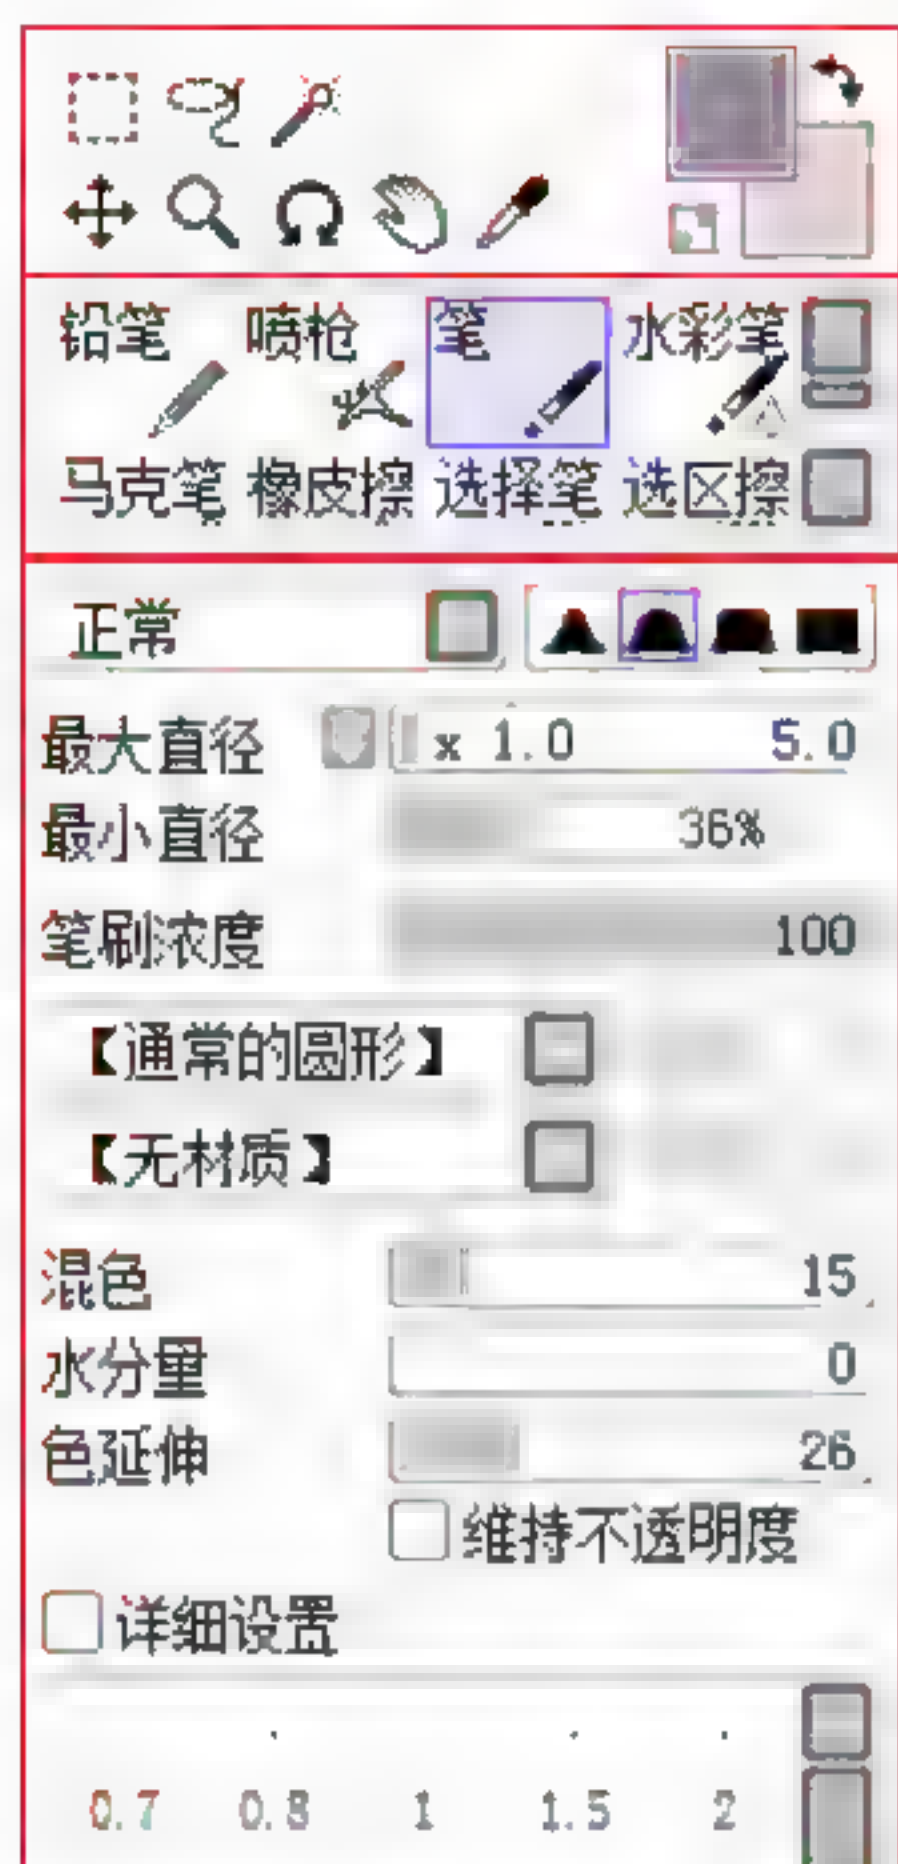 铅笔 喷枪 笔 水彩笔
马克笔 橡皮擦 选择笔 选区擦
正常
最大直径 x 1.0 5.0
最小直径 36%
笔刷浓度 100
【通常的圆形】
【无材质】
混色 15
水分量 0
色延伸 26
维持不透明度
详细设置
0.7 0.8 1 1.5 2